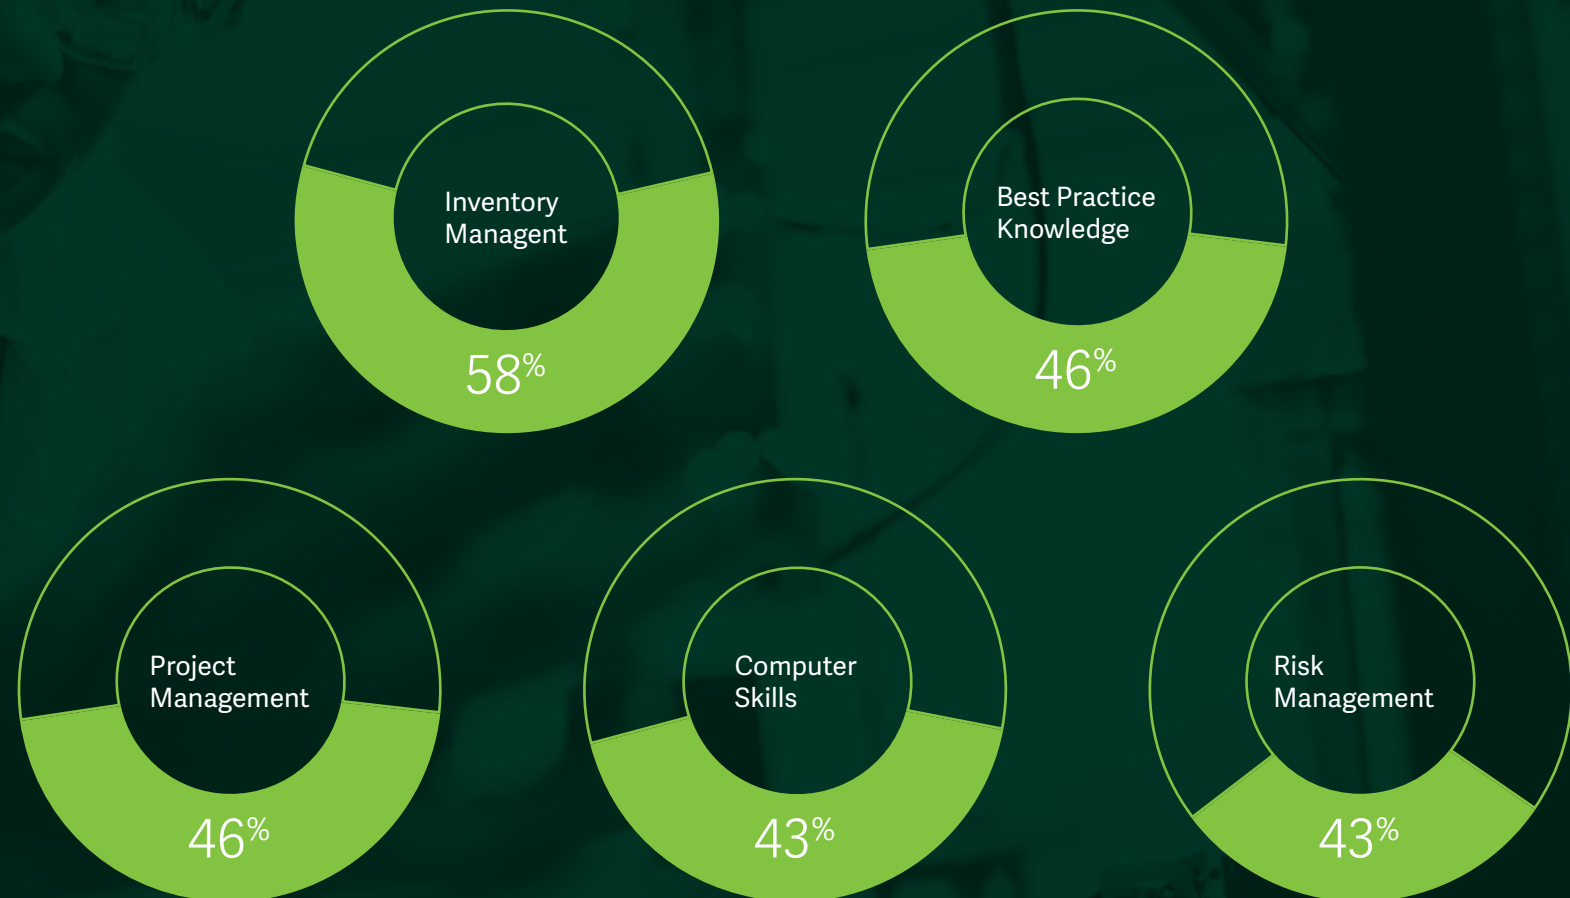 Inventory
Managent
58%
Best Practice
Knowledge
46%
Project
Management
46%
Computer
Skills
43%
Risk
Management
43%